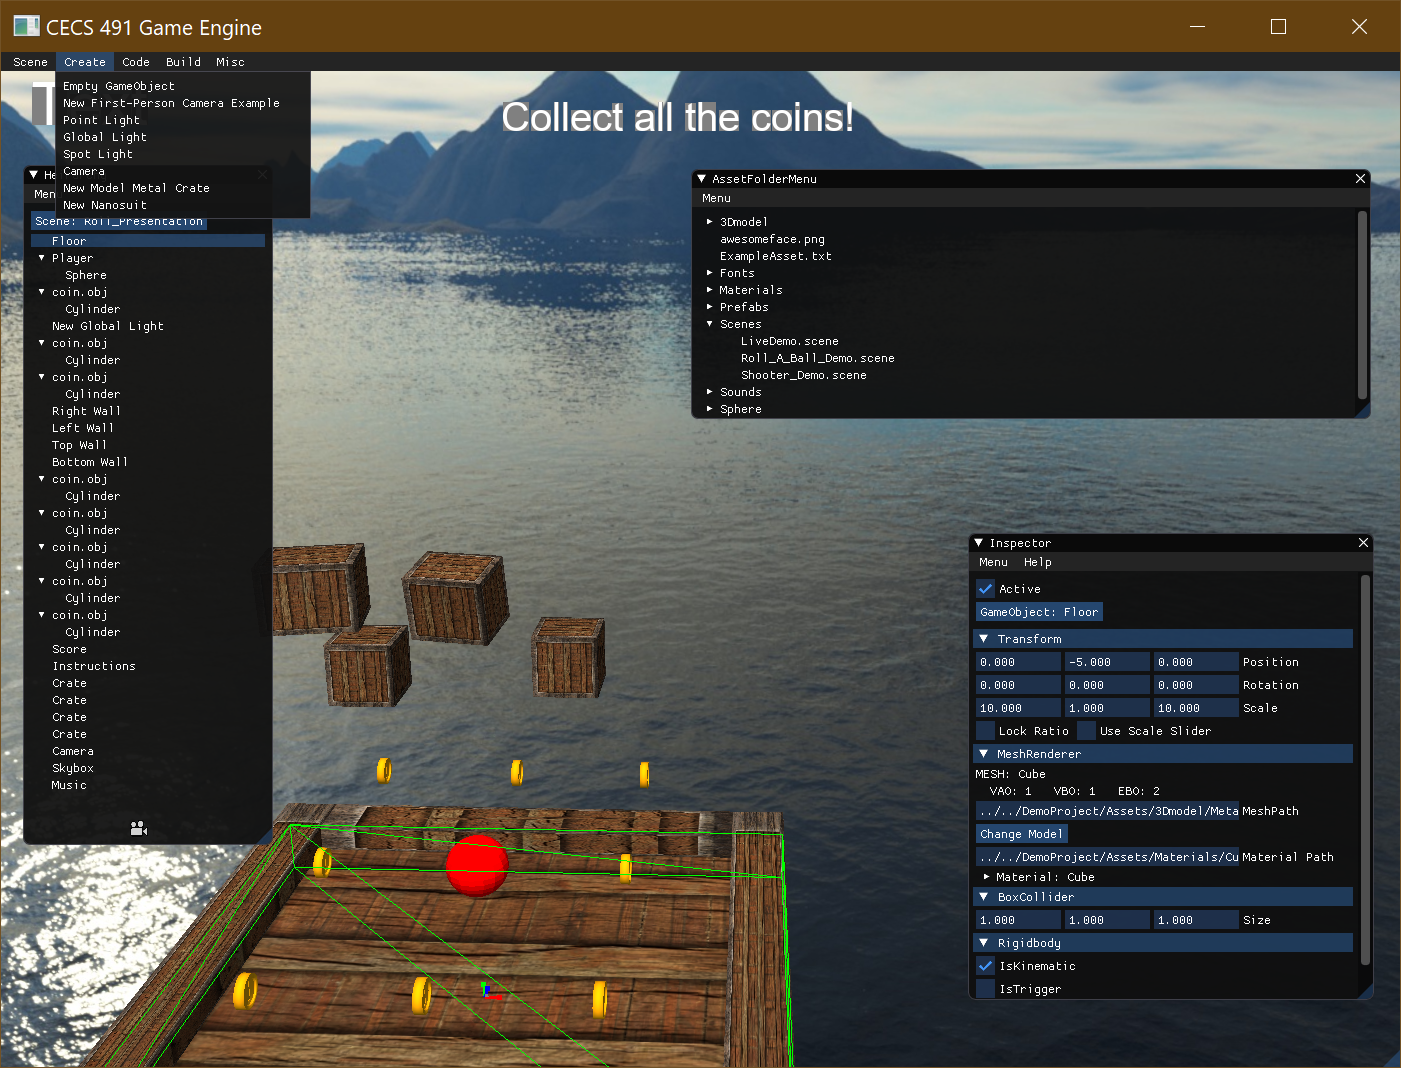 CECS 491 Game Engine
Scene Create Code Build Misc
Empty GameObject
New First-Person Camera Example
Point Light
Global Light
Spot Light
Camera
New Model Metal Crate
New Nanosuit
Collect all the coins!
Scene: Roll_Presentation
Floor
Player
Sphere
coin.obj
Cylinder
New Global Light
coin.obj
Cylinder
coin.obj
Cylinder
Right Wall
Left Wall
Top Wall
Bottom Wall
coin.obj
Cylinder
coin.obj
Cylinder
coin.obj
Cylinder
coin.obj
Cylinder
coin.obj
Cylinder
Score
Instructions
Crate
Crate
Crate
Crate
Camera
Skybox
Music
AssetFolderMenu
Menu
3Dmodel
awesomeface.png
ExampleAsset.txt
Fonts
Materials
Prefabs
Scenes
LiveDemo.scene
Roll_A_Ball_Demo.scene
Shooter_Demo.scene
Sounds
Sphere
Inspector
Menu Help
Active
GameObject: Floor
Transform
0.000 -5.000 0.000 Position
0.000 0.000 0.000 Rotation
10.000 1.000 10.000 Scale
Lock Ratio Use Scale Slider
MeshRenderer
MESH: Cube
VAO: 1 VBO: 1 EBO: 2
../../DemoProject/Assets/3Dmodel/Meta MeshPath
Change Model
../../DemoProject/Assets/Materials/Cu Material Path
Material: Cube
BoxCollider
1.000 1.000 1.000 Size
Rigidbody
IsKinematic
IsTrigger